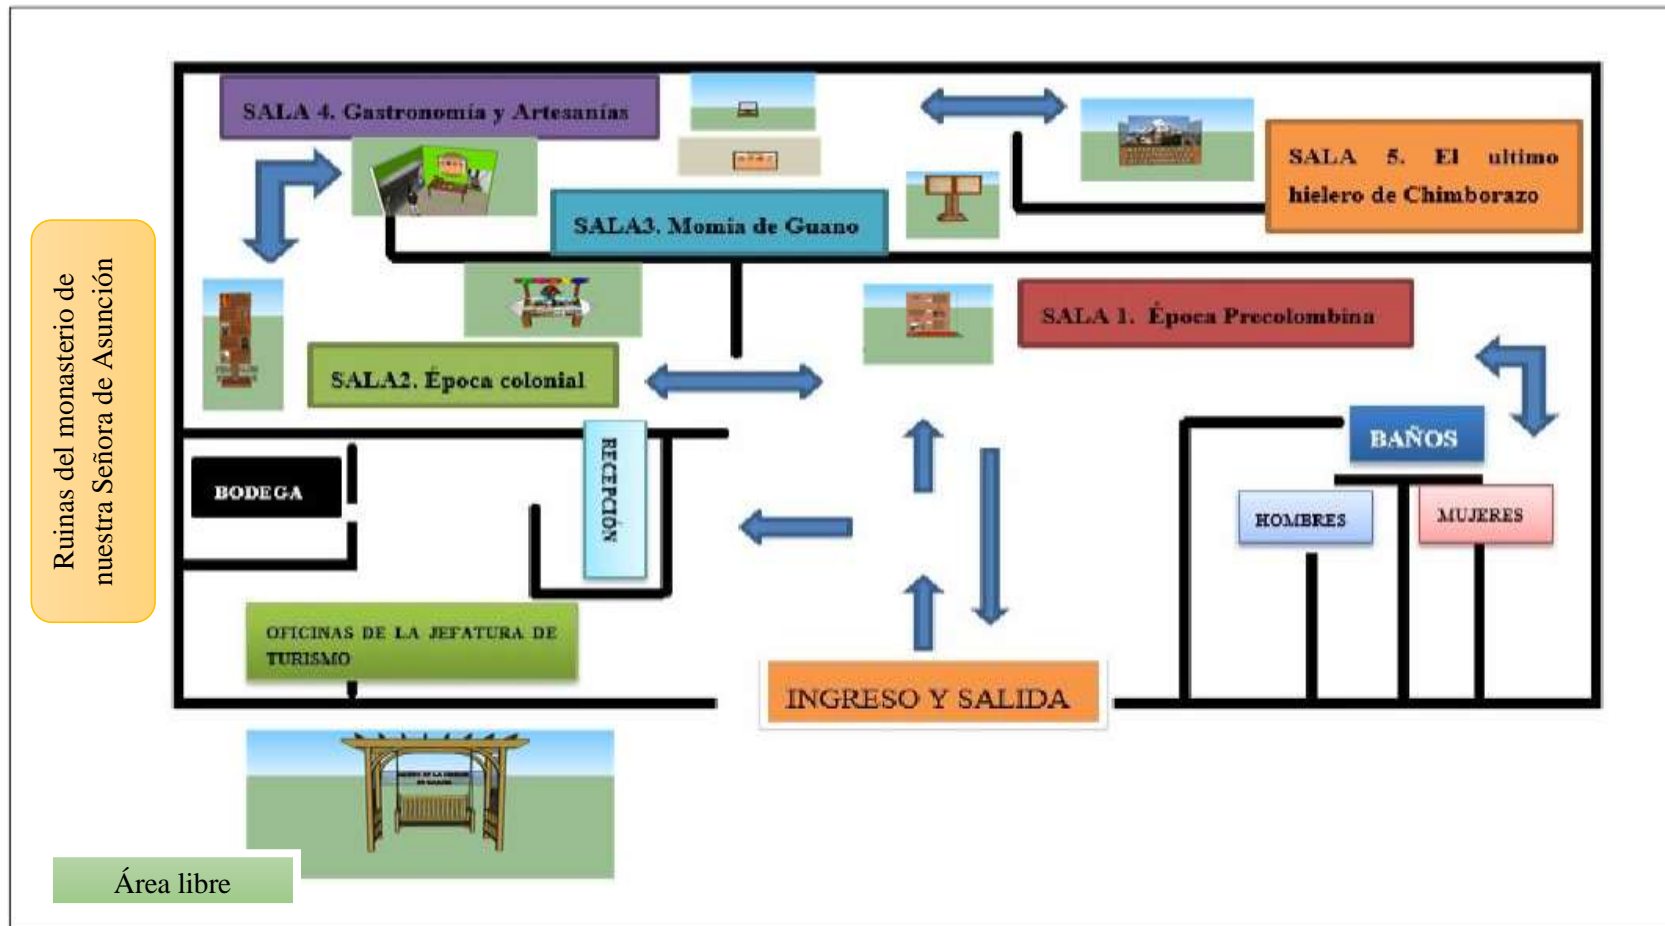 SALA 4. Gastronomía y Artesanías
SALA 5. El ultimo
hielero de Chimborazo
SALA3. Momia de Guano
Ruinas del monasterio de
nuestra Señora de Asunción
SALA 1. Época Precolombina
SALA2. Época colonial
BAÑOS
RECEPCIÓN
BODEGA
HOMBRES
MUJERES
OFICINAS DE LA JEFATURA DE
TURISMO
INGRESO Y SALIDA
Área libre